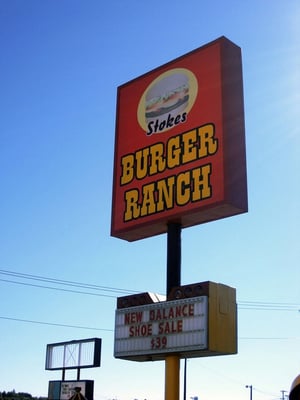 Stokes
BURGER
RANCH
NEW BALANCE
SHOE SALE
$39